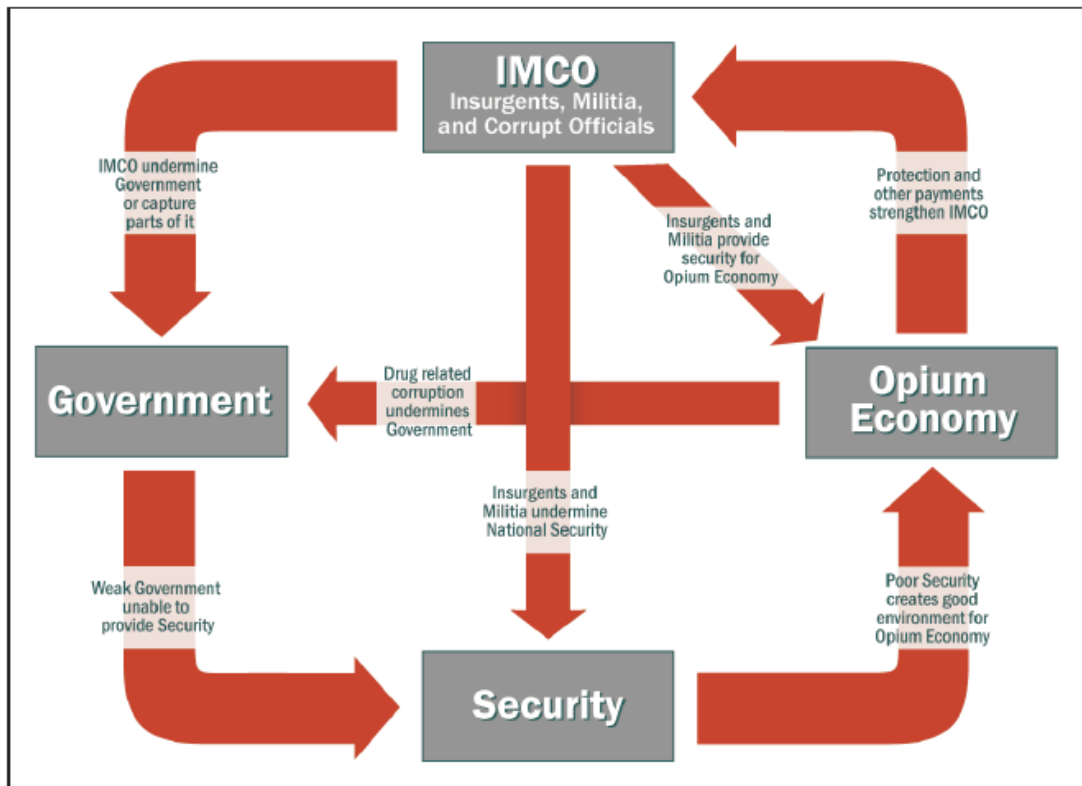 IMCO
Insurgents, Militia,
and Corrupt Officials
IMCO undermine
Government
or capture
parts of it
Protection and
other payments
strengthen IMCO
Insurgents and
Militia provide
security for
Opium Economy
Government
Drug related
corruption
undermines
Government
Opium
Economy
Insurgents and
Militia undermine
National Security
Weak Government
unable to
provide Security
Poor Security
creates good
environment for
Opium Economy
Security